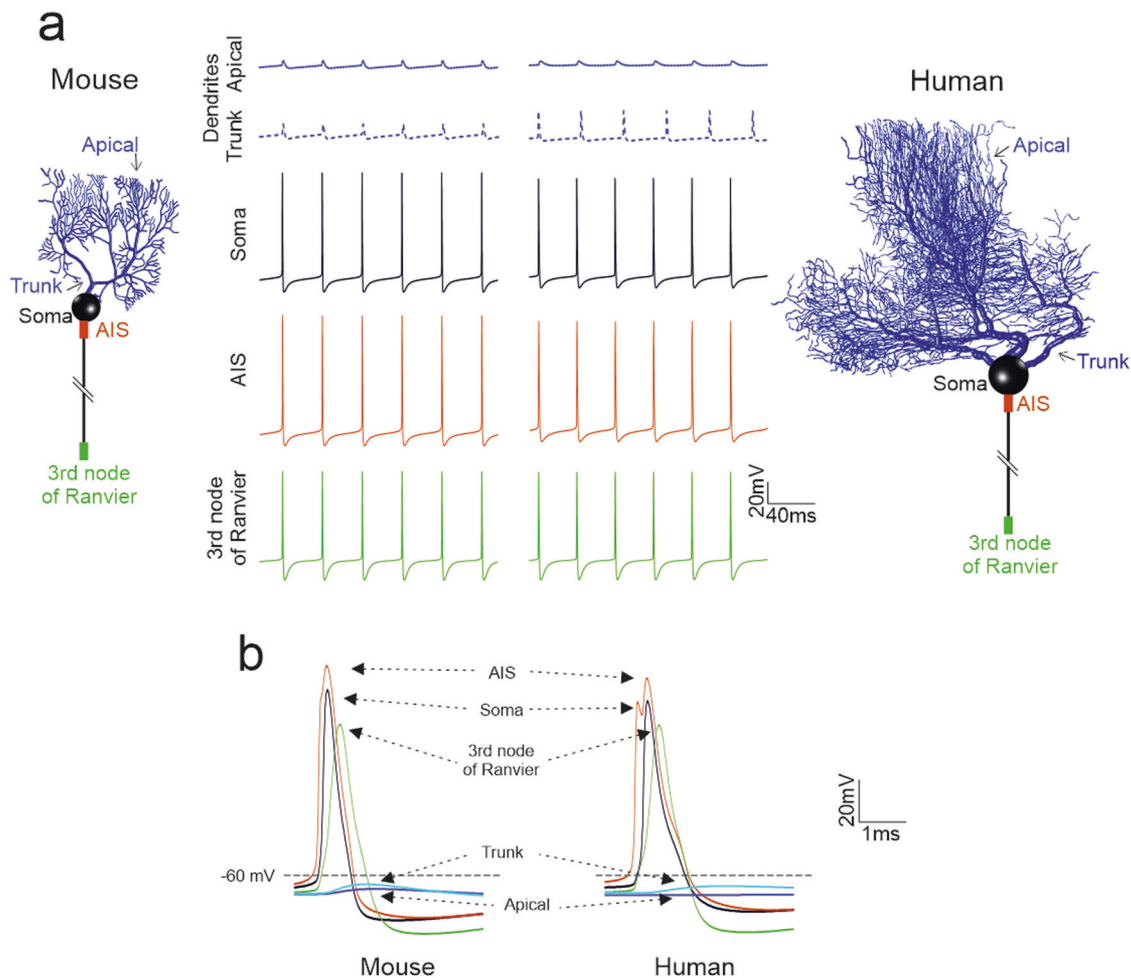 a
Mouse
Human
Dendrites
Apical
Trunk
Apical
Trunk
Soma
AIS
3rd node
of Ranvier
Soma
AIS
3rd node
of Ranvier
20mV
40ms
Apical
Trunk
Soma
AIS
3rd node
of Ranvier
b
AIS
Soma
3rd node
of Ranvier
Trunk
Apical
-60 mV
20mV
1ms
Mouse
Human